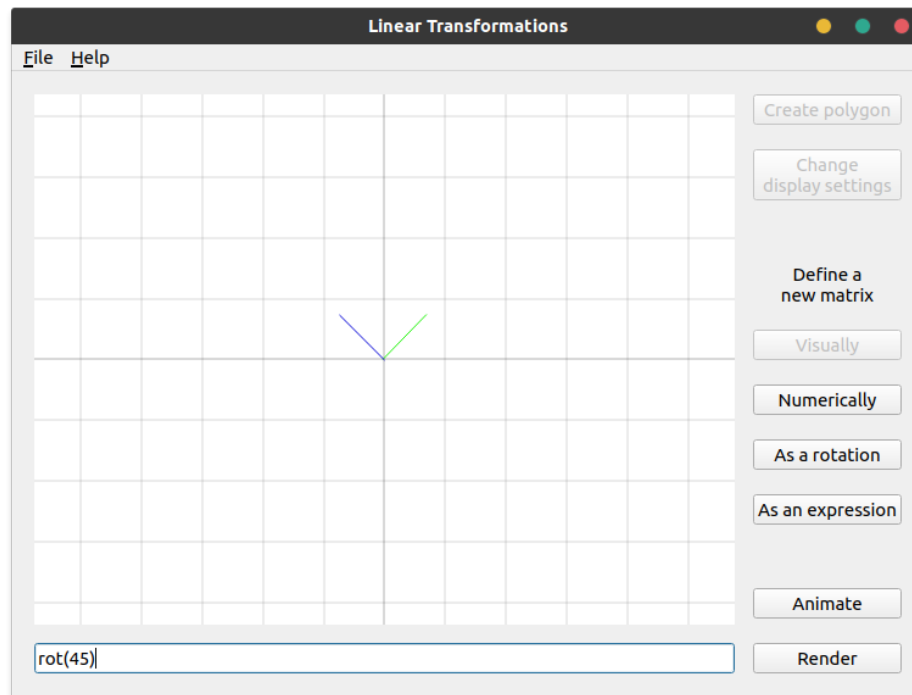 Linear Transformations
File Help
Create polygon
Change
display settings
Define a
new matrix
Visually
Numerically
As a rotation
As an expression
Animate
rot(45)
Render